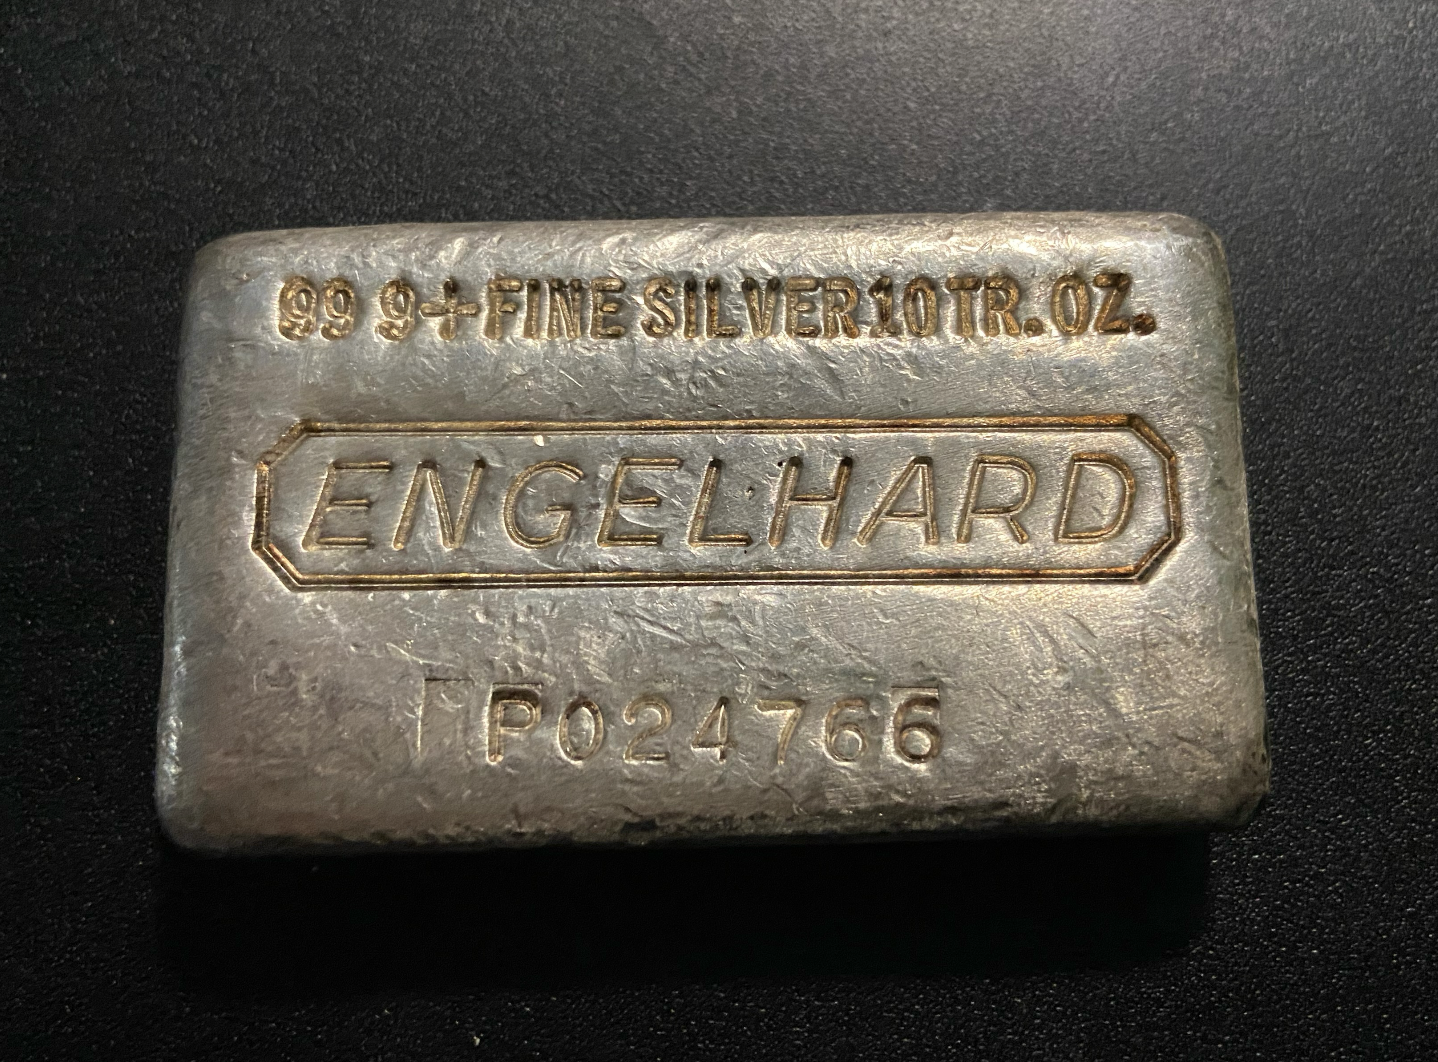 99 9+ FINE SILVER 10 TR. OZ.
ENGELHARD
P024766